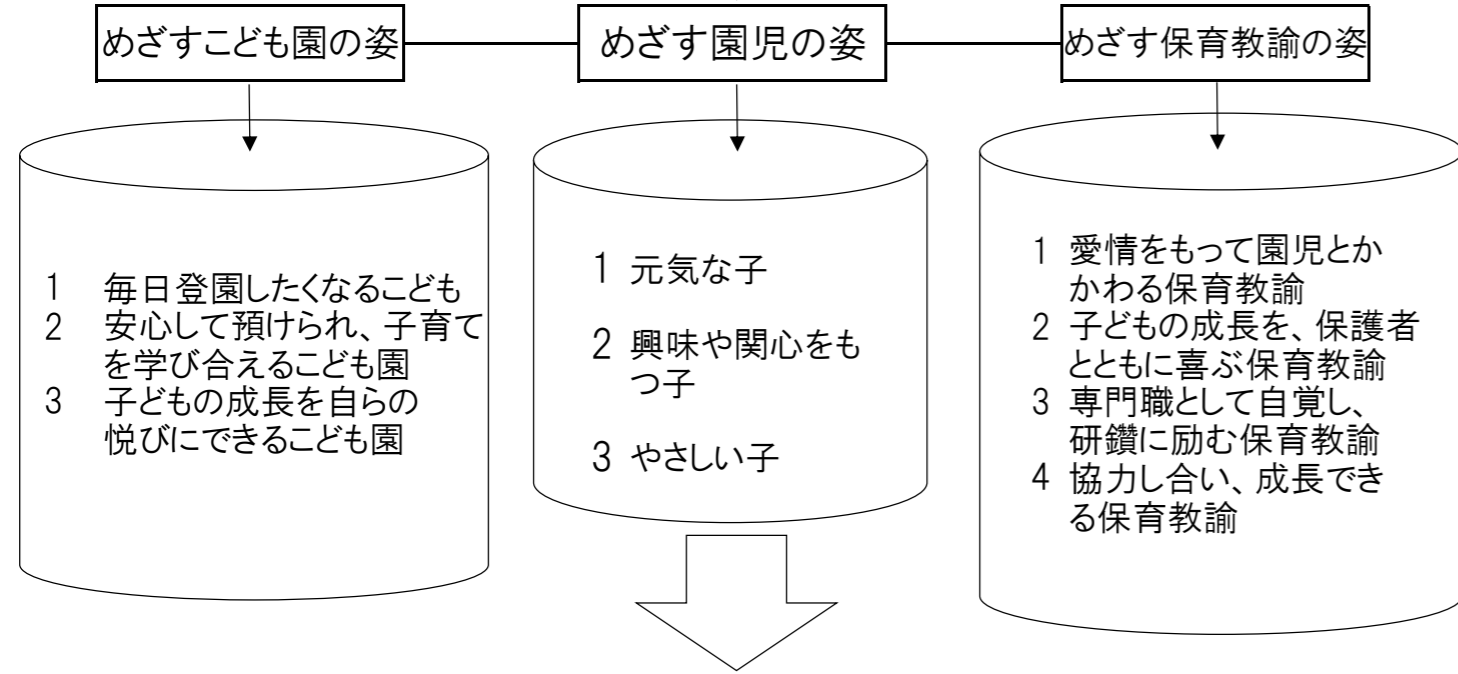 めざすこども園の姿
めざす園児の姿
めざす保育教諭の姿
1 毎日登園したくなるこども
2 安心して預けられ、子育て
を学び合えるこども園
3 子どもの成長を自らの
悦びにできるこども園
1 元気な子
2 興味や関心をも
つ子
3 やさしい子
1 愛情をもって園児とか
かわる保育教諭
2 子どもの成長を、保護者
とともに喜ぶ保育教諭
3 専門職として自覚し、
研鑽に励む保育教諭
4 協力し合い、成長でき
る保育教諭